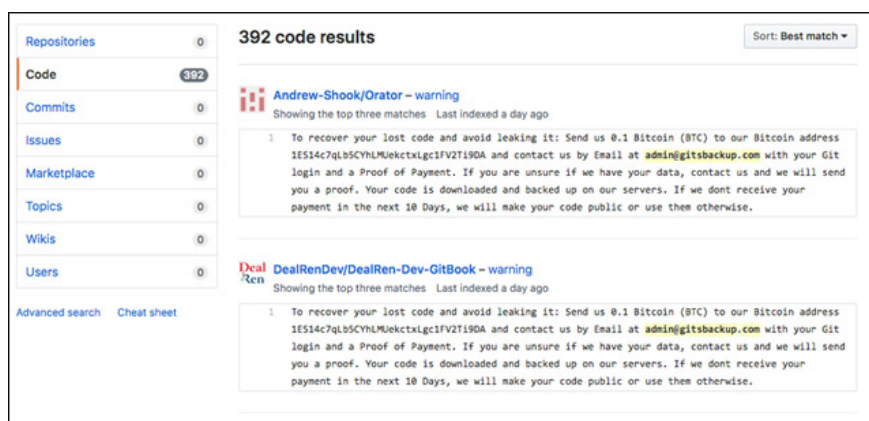 Repositories 0
Code 392
Commits 0
Issues 0
Marketplace 0
Topics 0
Wikis 0
Users 0
Advanced search Cheat sheet
392 code results
Sort: Best match
Andrew-Shook/Orator – warning
Showing the top three matches Last indexed a day ago
1 To recover your lost code and avoid leaking it: Send us 0.1 Bitcoin (BTC) to our Bitcoin address
1ES14c7qLb5CYhLMUekctxLgc1FV2Ti9DA and contact us by Email at admin@gitsbackup.com with your Git
login and a Proof of Payment. If you are unsure if we have your data, contact us and we will send
you a proof. Your code is downloaded and backed up on our servers. If we dont receive your
payment in the next 10 Days, we will make your code public or use them otherwise.
Deal
Ren
DealRenDev/DealRen-Dev-GitBook – warning
Showing the top three matches Last indexed a day ago
1 To recover your lost code and avoid leaking it: Send us 0.1 Bitcoin (BTC) to our Bitcoin address
1ES14c7qLb5CYhLMUekctxLgc1FV2Ti9DA and contact us by Email at admin@gitsbackup.com with your Git
login and a Proof of Payment. If you are unsure if we have your data, contact us and we will send
you a proof. Your code is downloaded and backed up on our servers. If we dont receive your
payment in the next 10 Days, we will make your code public or use them otherwise.